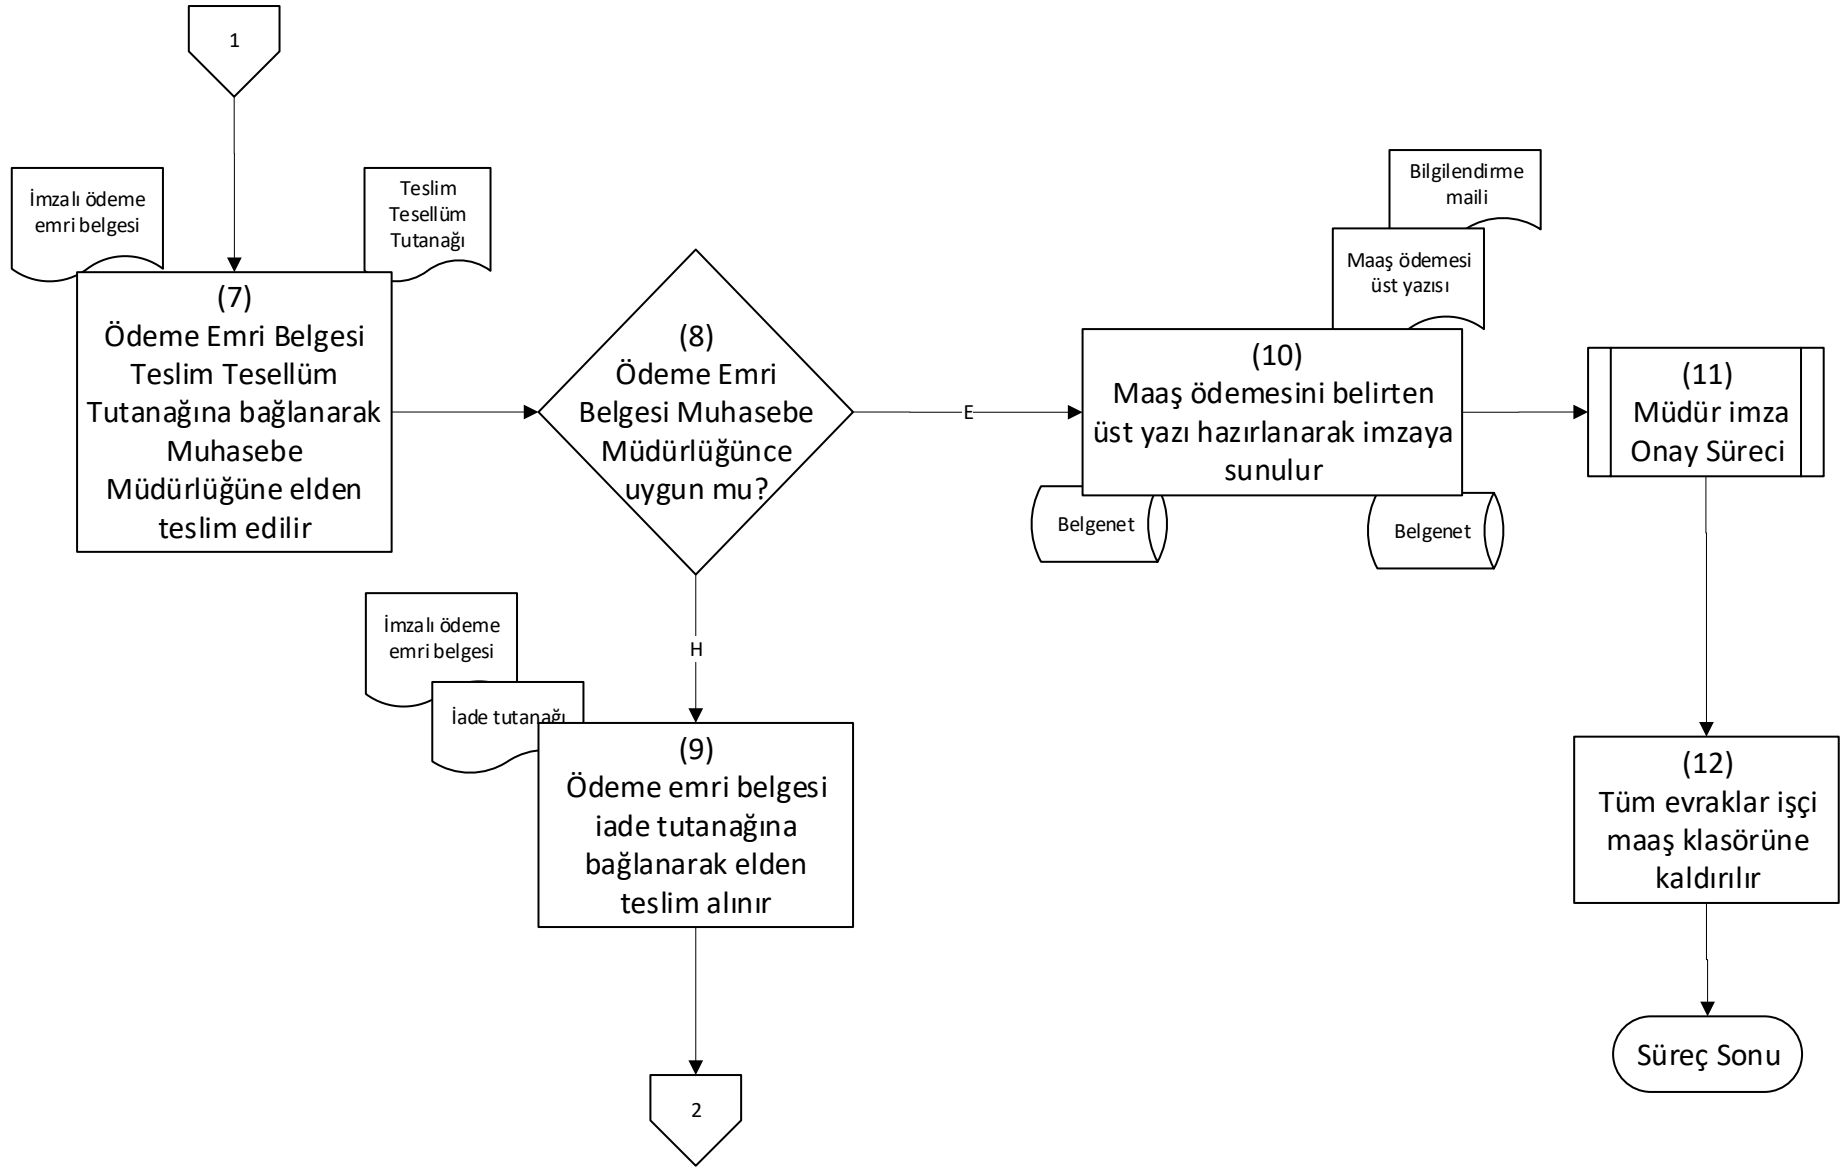 1
İmzalı ödeme
emri belgesi
Teslim
Tesellüm
Tutanağı
(7)
Ödeme Emri Belgesi
Teslim Tesellüm
Tutanağına bağlanarak
Muhasebe
Müdürlüğüne elden
teslim edilir
(8)
Ödeme Emri
Belgesi Muhasebe
Müdürlüğünce
uygun mu?
E
H
İmzalı ödeme
emri belgesi
İade tutanağı
(9)
Ödeme emri belgesi
iade tutanağına
bağlanarak elden
teslim alınır
2
Bilgilendirme
maili
Maaş ödemesi
üst yazısı
(10)
Maaş ödemesini belirten
üst yazı hazırlanarak imzaya
sunulur
Belgenet
Belgenet
(11)
Müdür imza
Onay Süreci
(12)
Tüm evraklar işçi
maaş klasörüne
kaldırılır
Süreç Sonu